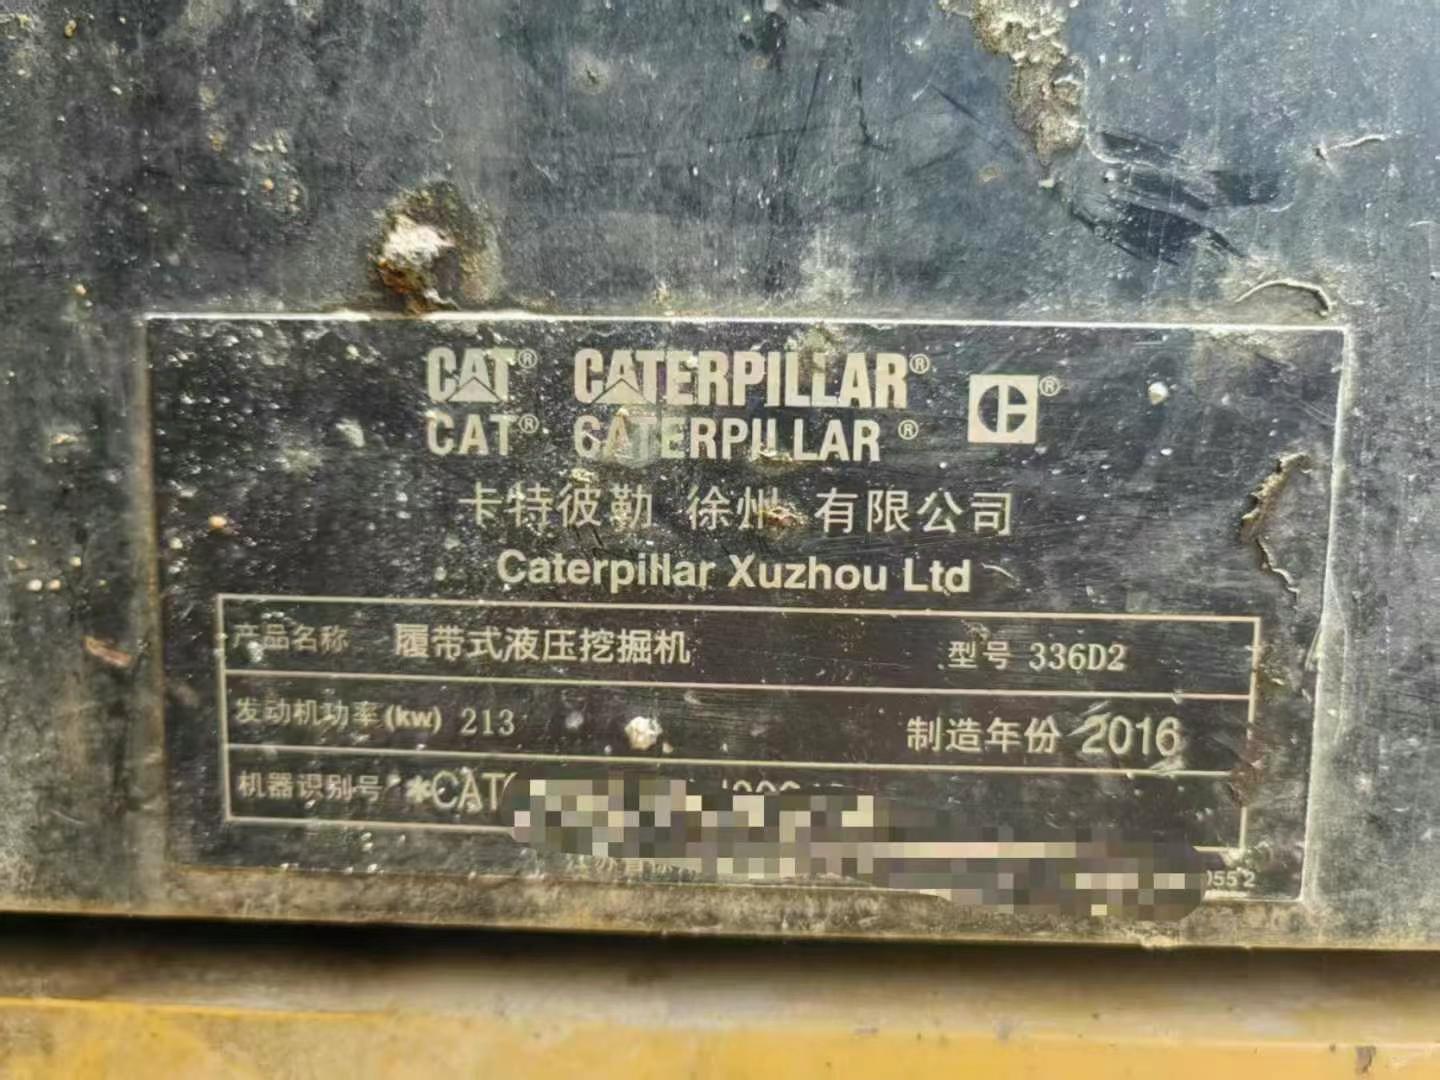 CAT® CATERPILLAR®
CAT® CATERPILLAR®
卡特彼勒 徐州 有限公司
Caterpillar Xuzhou Ltd
产品名称 履带式液压挖掘机 型号 336D2
发动机功率(kw) 213 制造年份 2016
机器识别号 *CAT